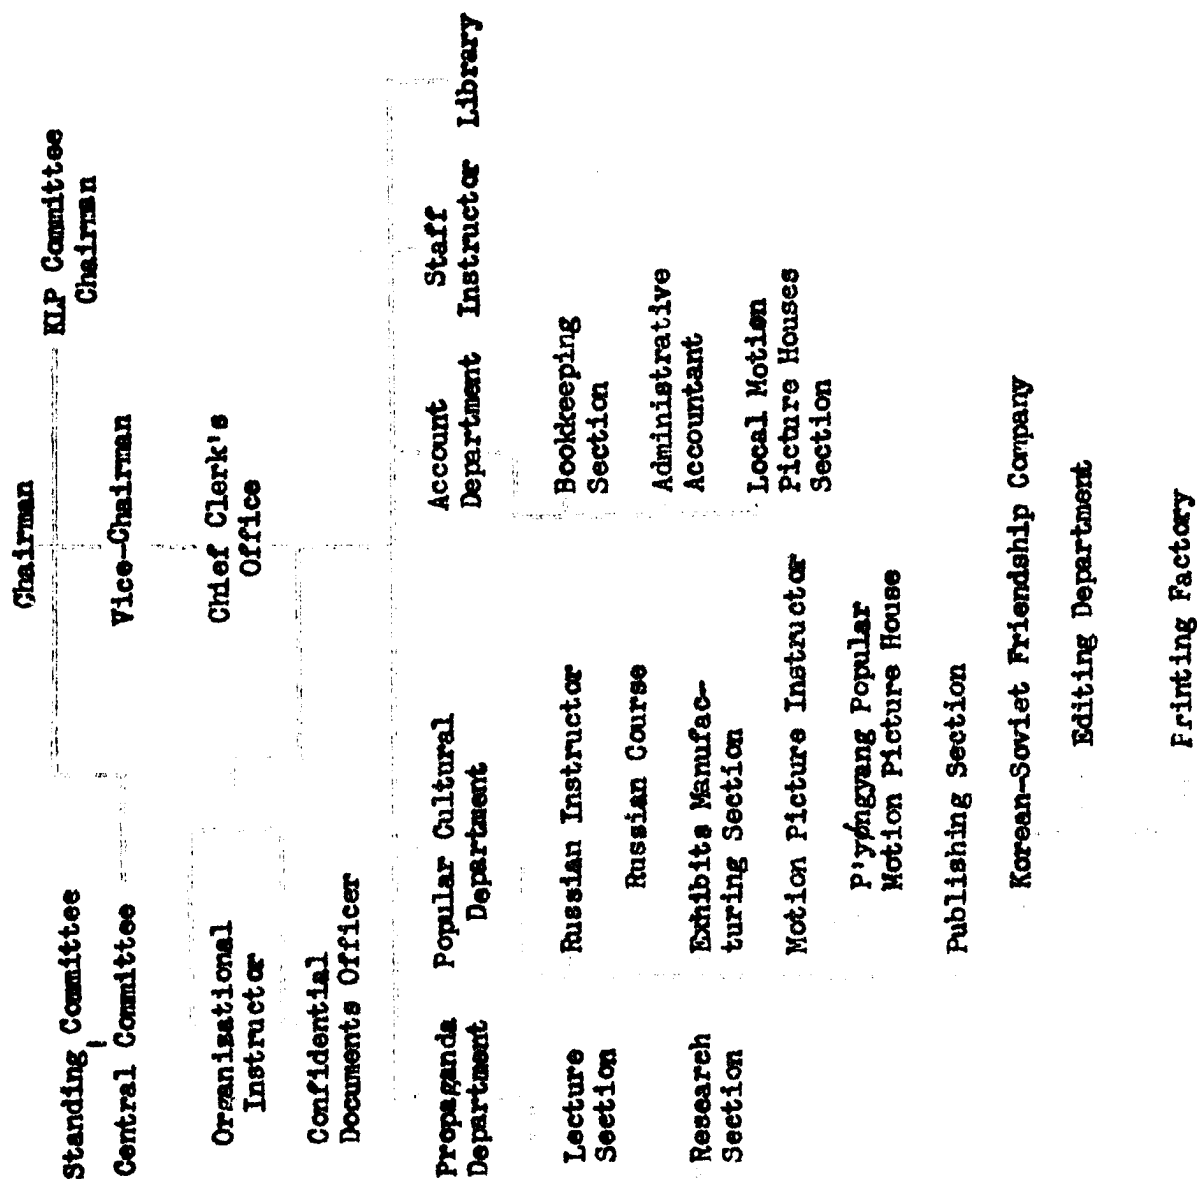 Chairman
KLP Committee
Chairman
Standing Committee
Central Committee
Vice-Chairman
Organizational
Instructor
Chief Clerk's
Office
Confidential
Documents Officer
Propaganda
Department
Popular Cultural
Department
Account
Department
Staff
Instructor
Library
Lecture
Section
Research
Section
Russian Instructor
Russian Course
Exhibits Manufac-
turing Section
Motion Picture Instructor
P'yongyang Popular
Motion Picture House
Publishing Section
Korean-Soviet Friendship Company
Editing Department
Printing Factory
Bookkeeping
Section
Administrative
Accountant
Local Motion
Picture Houses
Section